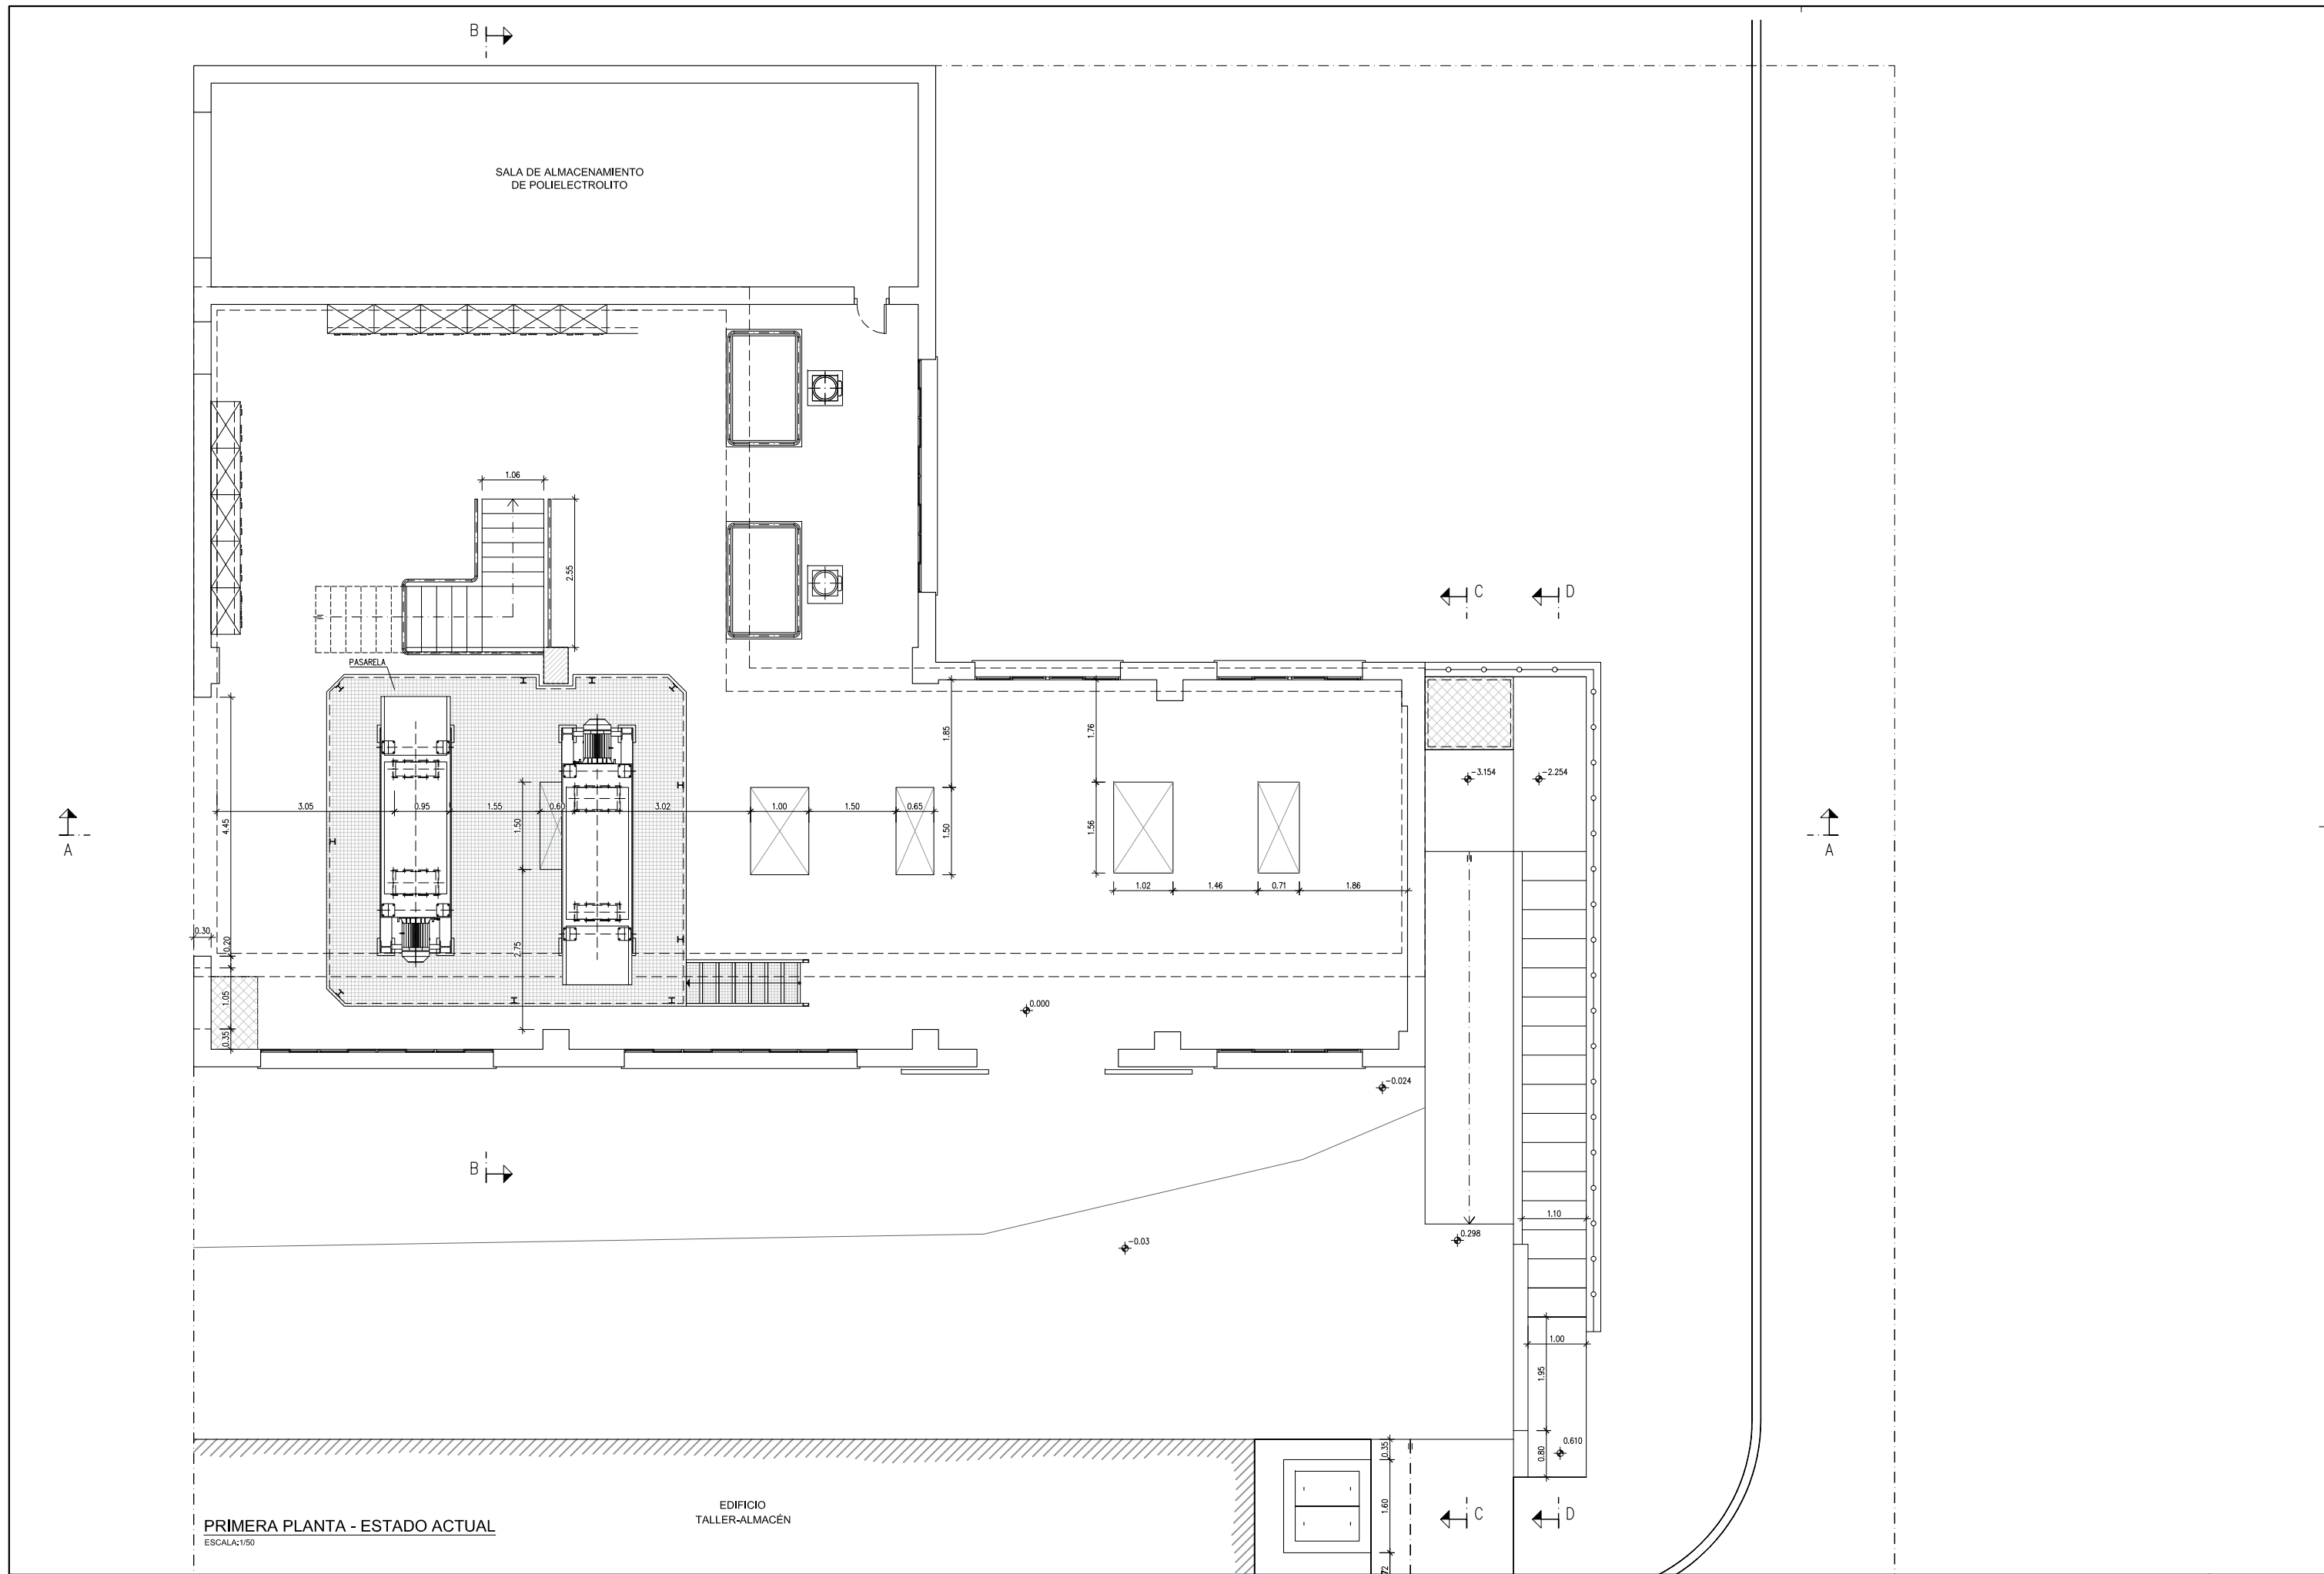 B
SALA DE ALMACENAMIENTO
DE POLIELECTROLITO
1.06
2.55
C
D
PASARELA
1.85
1.76
-3.154
-2.254
3.05
0.95
1.55
0.60
3.02
1.00
1.50
0.65
4.45
1.50
1.50
1.56
A
A
1.02
1.46
0.71
1.86
0.30
0.20
2.75
1.05
0.000
0.35
-0.024
B
1.10
-0.03
0.298
1.00
1.95
0.35
0.80
0.610
EDIFICIO
TALLER-ALMACÉN
1.60
C
D
PRIMERA PLANTA - ESTADO ACTUAL
ESCALA:1/50